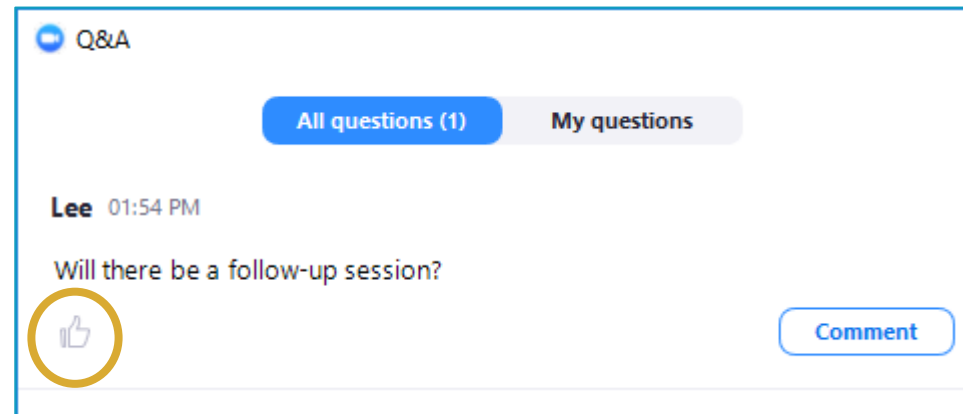 Q&A
All questions (1) My questions
Lee 01:54 PM
Will there be a follow-up session?
Comment